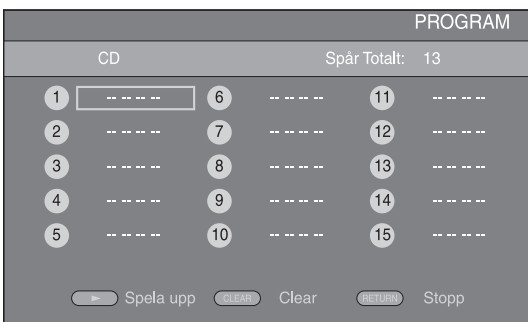 PROGRAM
CD Spår Totalt: 13
1 -- -- -- -- 6 -- -- -- -- 11 -- -- -- --
2 -- -- -- -- 7 -- -- -- -- 12 -- -- -- --
3 -- -- -- -- 8 -- -- -- -- 13 -- -- -- --
4 -- -- -- -- 9 -- -- -- -- 14 -- -- -- --
5 -- -- -- -- 10 -- -- -- -- 15 -- -- -- --
Spela upp CLEAR Clear RETURN Stopp